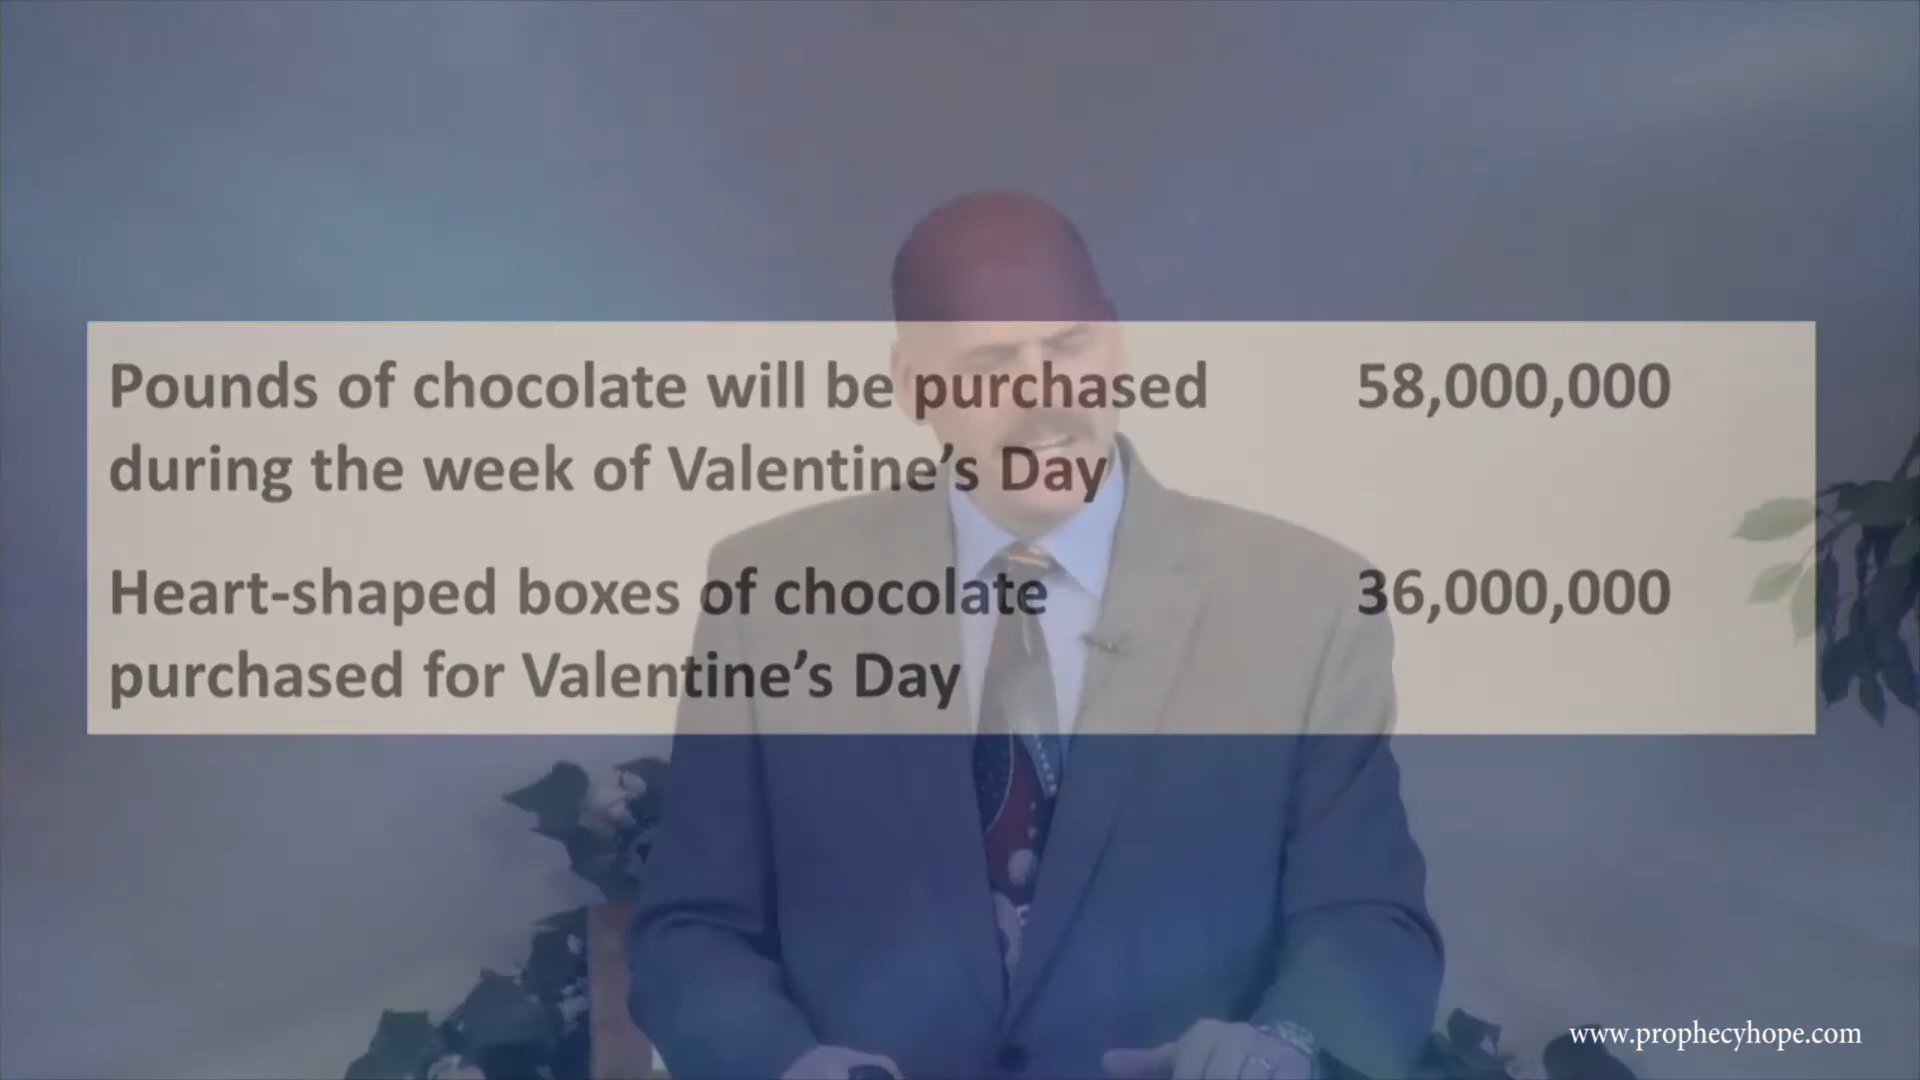 Pounds of chocolate will be purchased 58,000,000
during the week of Valentine’s Day
Heart-shaped boxes of chocolate 36,000,000
purchased for Valentine’s Day
www.prophecyhope.com